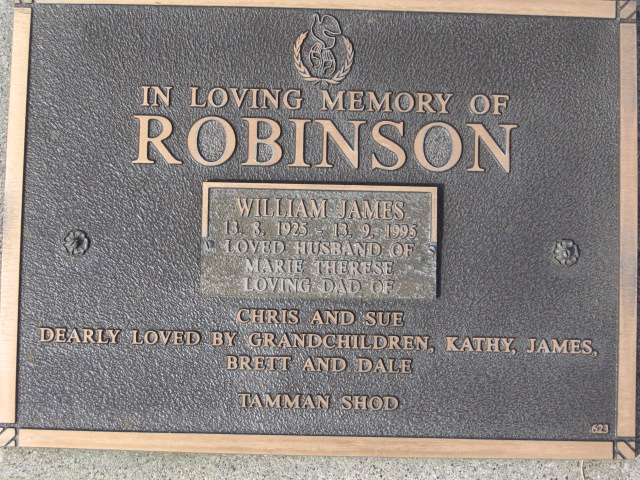 IN LOVING MEMORY OF
ROBINSON
WILLIAM JAMES
13. 8. 1925 - 13. 9. 1995
LOVED HUSBAND OF
MARIE THERESE
LOVING DAD OF
CHRIS AND SUE
DEARLY LOVED BY GRANDCHILDREN, KATHY, JAMES,
BRETT AND DALE
TAMMAN SHOD
623